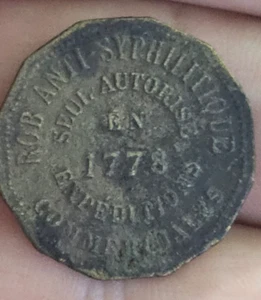 ROB ANTI SYPHILITIQUE
SEUL AUTORISÉ
EN
1778
EXPÉDITIONS
COMMERCIALES